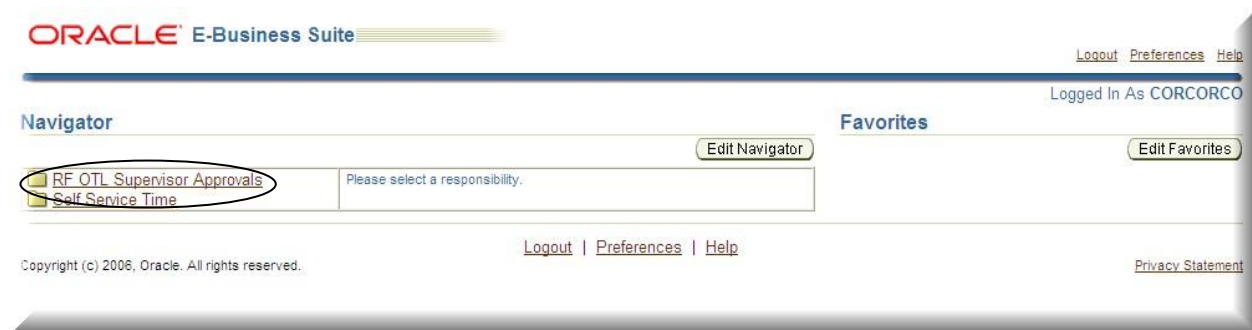 ORACLE E-Business Suite
Logout Preferences Help
Logged In As CORCORCO
Navigator
Favorites
Edit Navigator
Edit Favorites
RF OTL Supervisor Approvals
Please select a responsibility.
Self Service Time
Logout | Preferences | Help
Copyright (c) 2006, Oracle. All rights reserved.
Privacy Statement